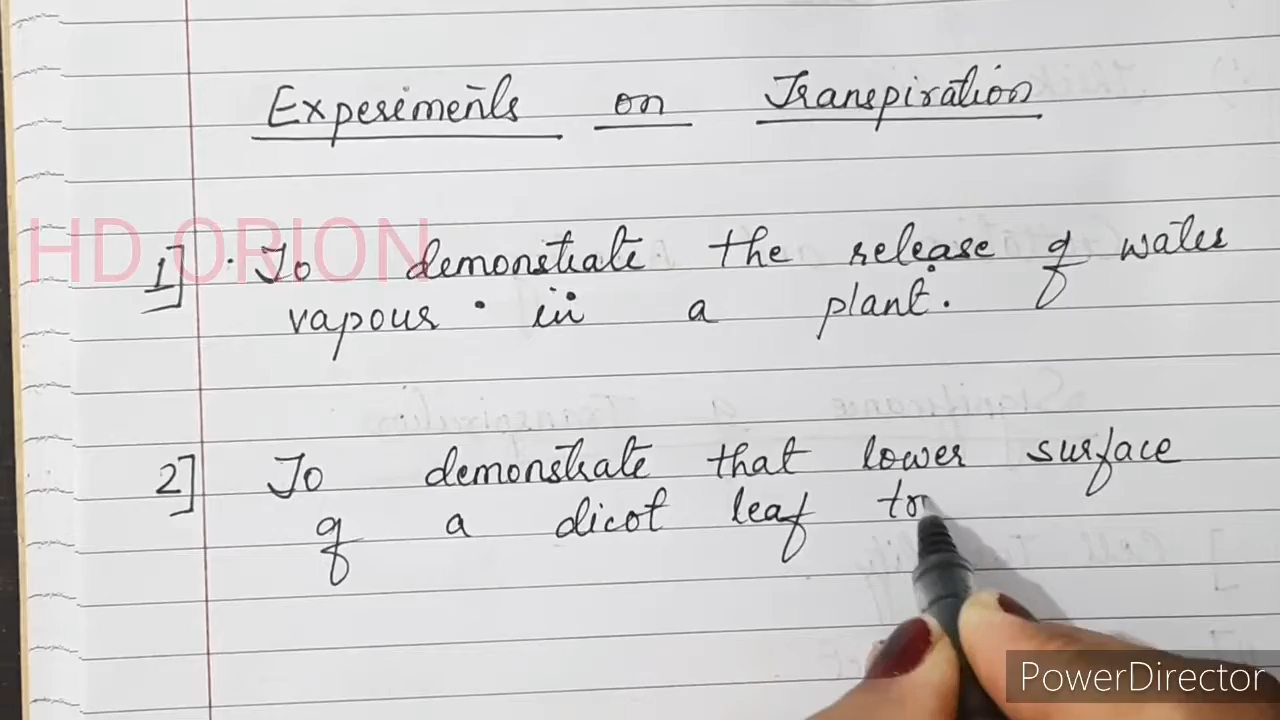 Experiments on Transpiration
HD ORION
1] To demonstrate the release of water
vapour in a plant.
2] To demonstrate that lower surface
of a dicot leaf tr
PowerDirector